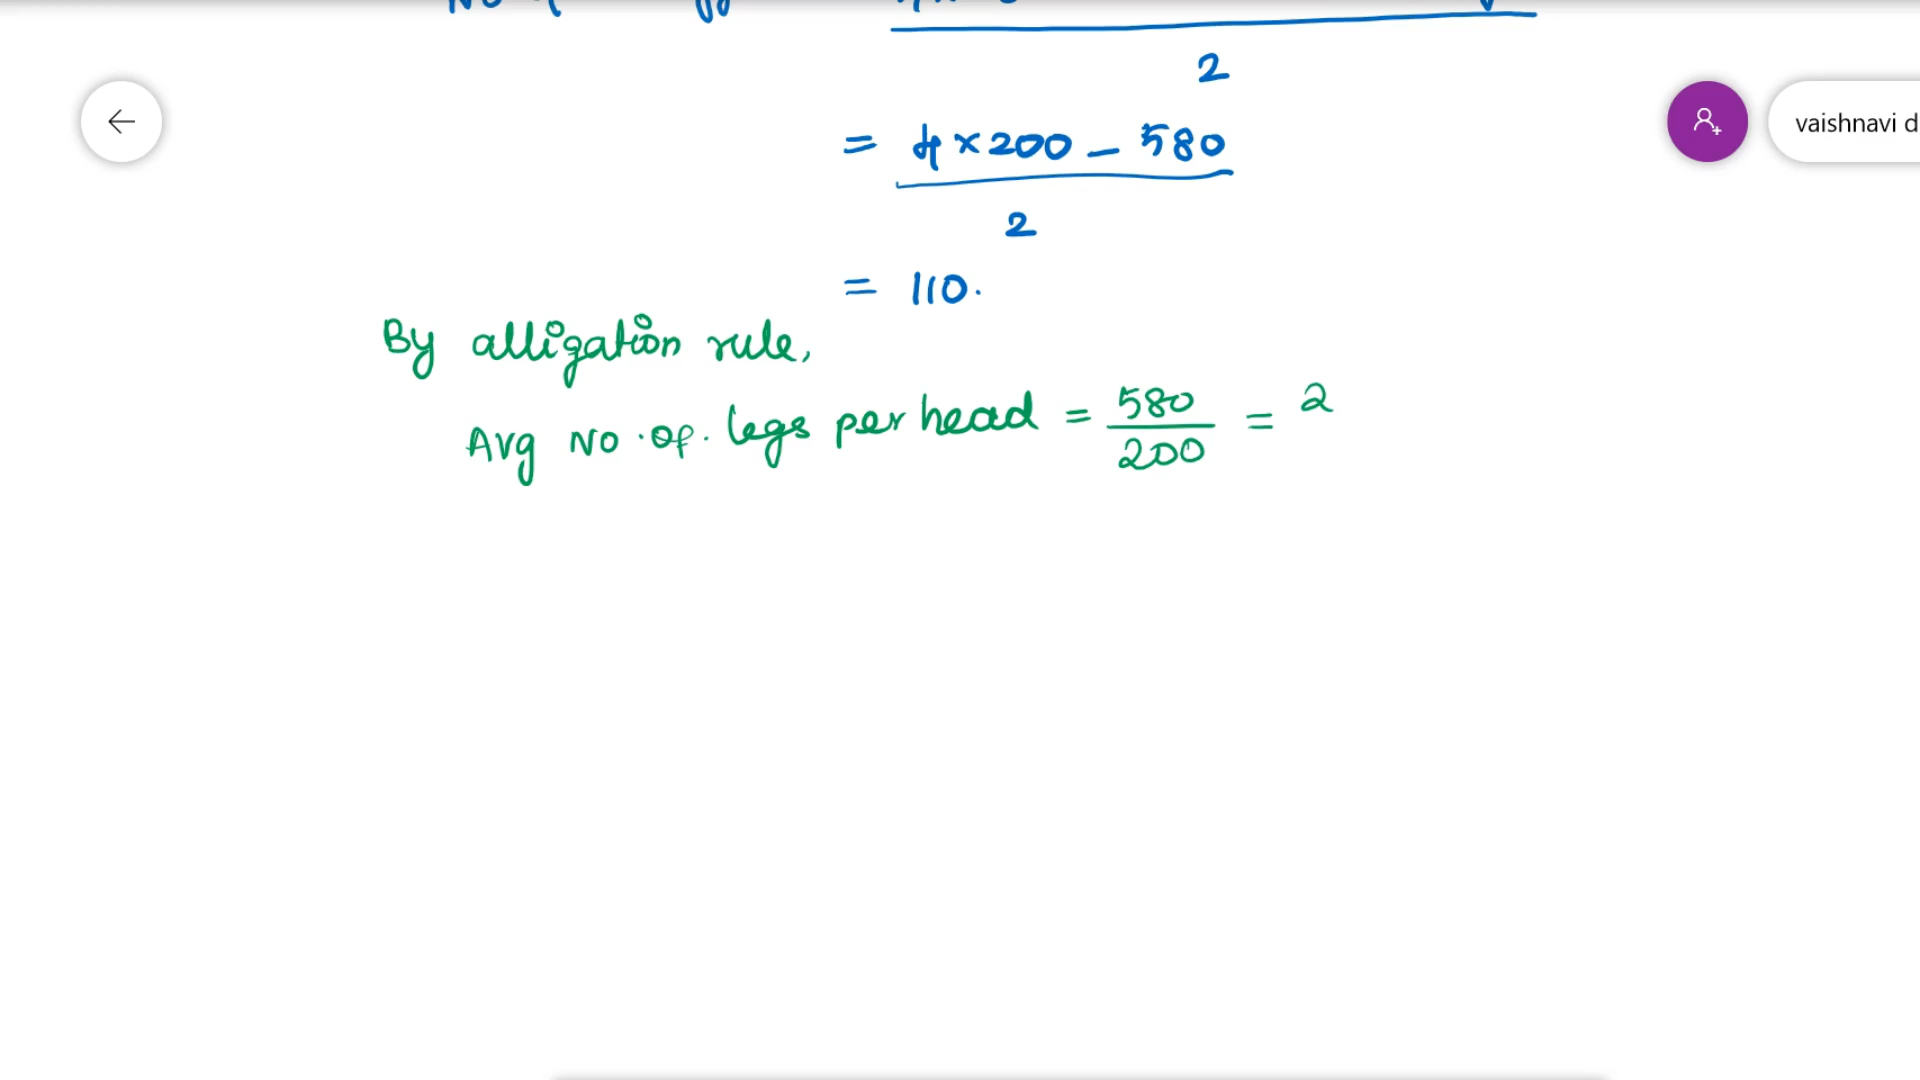 No
2
= 4 × 200 - 580
2
= 110.
By alligation rule,
Avg No. of. legs per head = 580 / 200 = 2
vaishnavi d